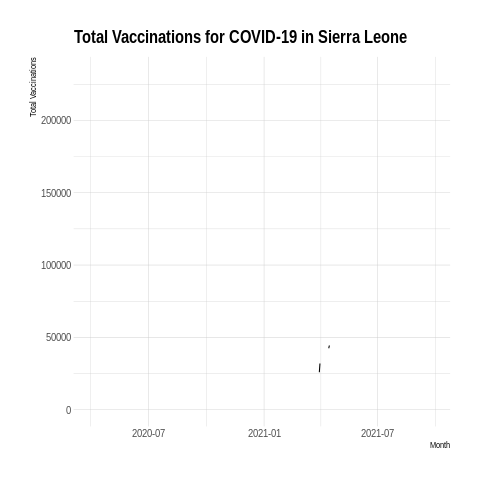 Total Vaccinations for COVID-19 in Sierra Leone
Total Vaccinations
200000
150000
100000
50000
0
2020-07
2021-01
2021-07
Month